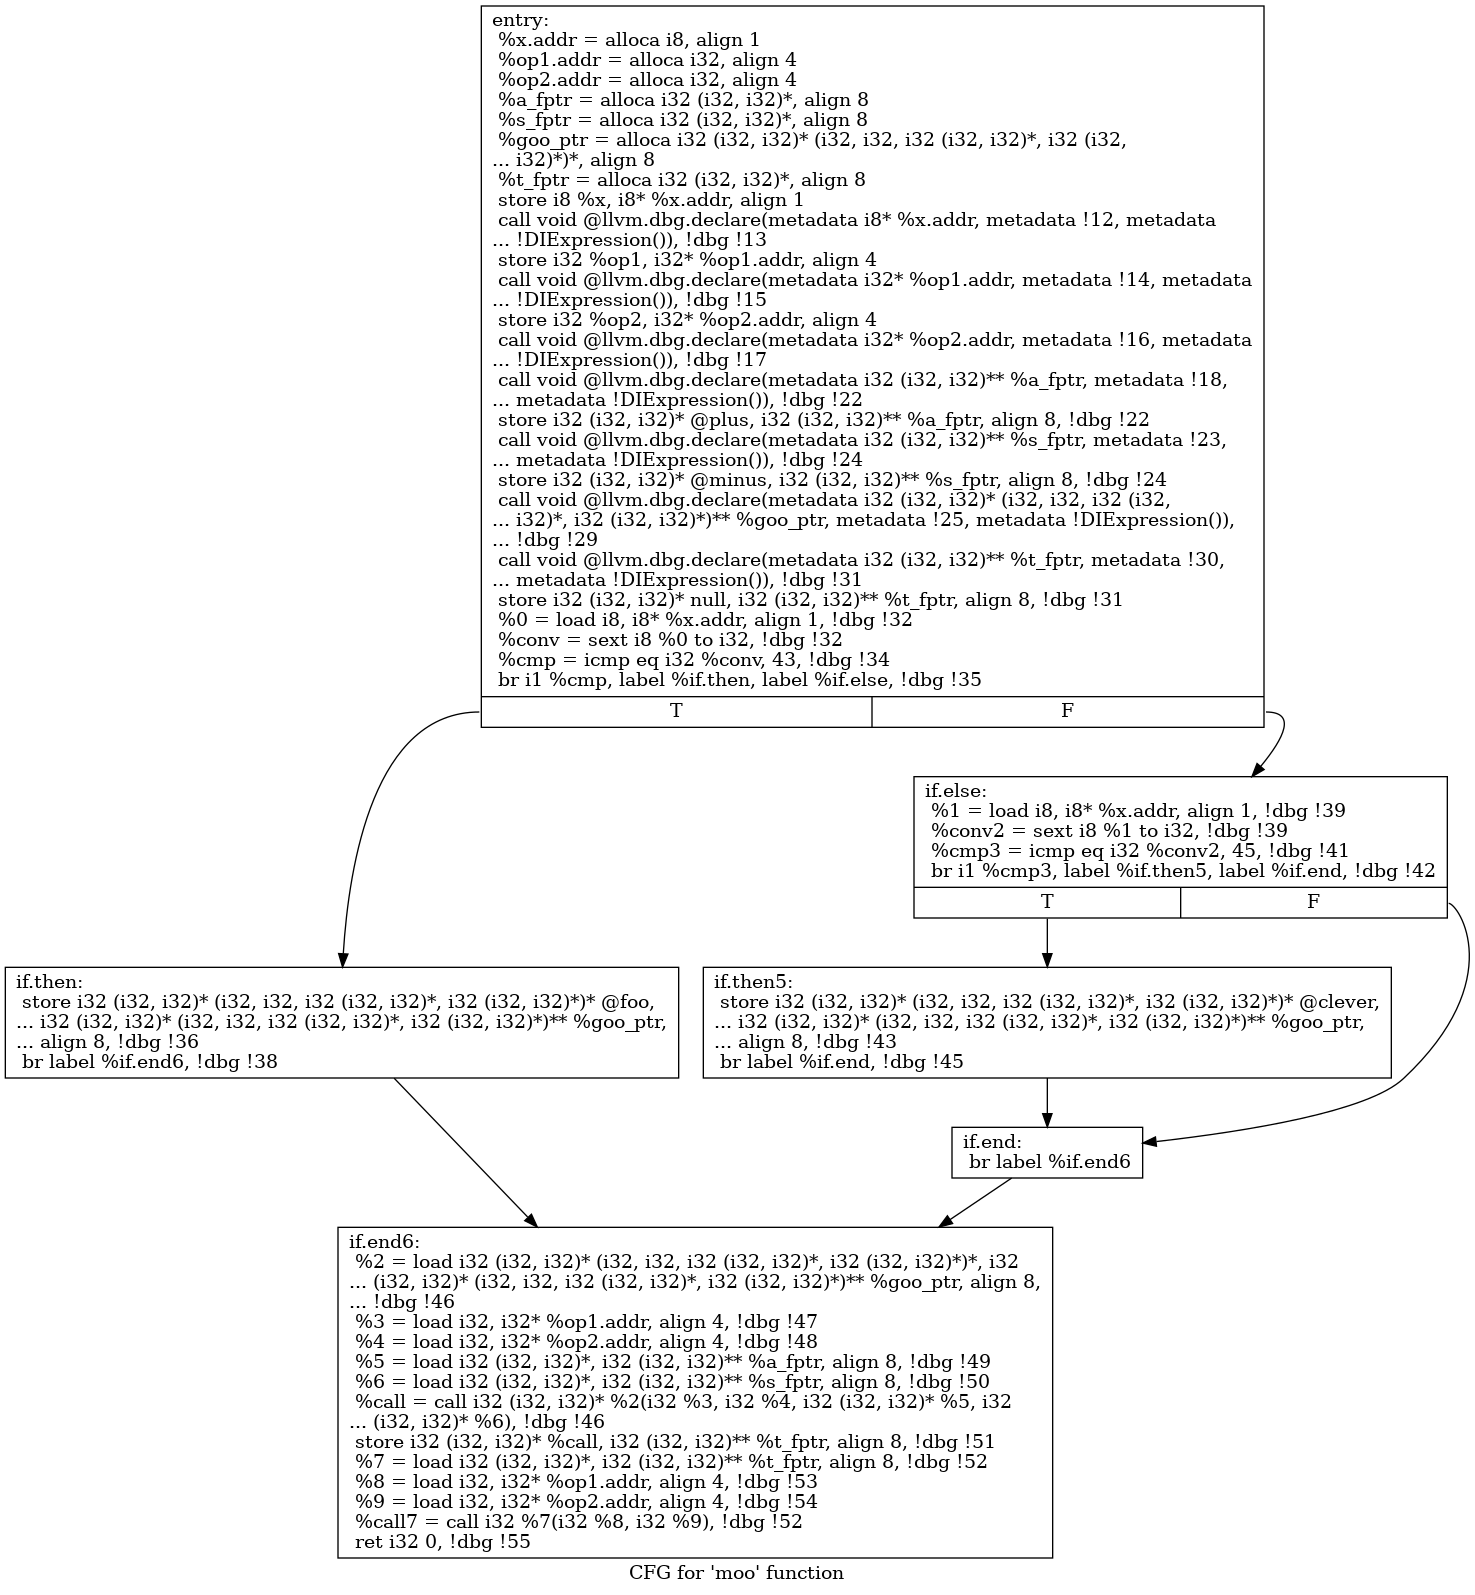 entry:
%x.addr = alloca i8, align 1
%op1.addr = alloca i32, align 4
%op2.addr = alloca i32, align 4
%a_fptr = alloca i32 (i32, i32)*, align 8
%s_fptr = alloca i32 (i32, i32)*, align 8
%goo_ptr = alloca i32 (i32, i32)* (i32, i32, i32 (i32, i32)*, i32 (i32,
... i32)*)*, align 8
%t_fptr = alloca i32 (i32, i32)*, align 8
store i8 %x, i8* %x.addr, align 1
call void @llvm.dbg.declare(metadata i8* %x.addr, metadata !12, metadata
... !DIExpression()), !dbg !13
store i32 %op1, i32* %op1.addr, align 4
call void @llvm.dbg.declare(metadata i32* %op1.addr, metadata !14, metadata
... !DIExpression()), !dbg !15
store i32 %op2, i32* %op2.addr, align 4
call void @llvm.dbg.declare(metadata i32* %op2.addr, metadata !16, metadata
... !DIExpression()), !dbg !17
call void @llvm.dbg.declare(metadata i32 (i32, i32)** %a_fptr, metadata !18,
... metadata !DIExpression()), !dbg !22
store i32 (i32, i32)* @plus, i32 (i32, i32)** %a_fptr, align 8, !dbg !22
call void @llvm.dbg.declare(metadata i32 (i32, i32)** %s_fptr, metadata !23,
... metadata !DIExpression()), !dbg !24
store i32 (i32, i32)* @minus, i32 (i32, i32)** %s_fptr, align 8, !dbg !24
call void @llvm.dbg.declare(metadata i32 (i32, i32)* (i32, i32, i32 (i32,
... i32)*, i32 (i32, i32)*)** %goo_ptr, metadata !25, metadata !DIExpression()),
... !dbg !29
call void @llvm.dbg.declare(metadata i32 (i32, i32)** %t_fptr, metadata !30,
... metadata !DIExpression()), !dbg !31
store i32 (i32, i32)* null, i32 (i32, i32)** %t_fptr, align 8, !dbg !31
%0 = load i8, i8* %x.addr, align 1, !dbg !32
%conv = sext i8 %0 to i32, !dbg !32
%cmp = icmp eq i32 %conv, 43, !dbg !34
br i1 %cmp, label %if.then, label %if.else, !dbg !35
T
F
if.else:
%1 = load i8, i8* %x.addr, align 1, !dbg !39
%conv2 = sext i8 %1 to i32, !dbg !39
%cmp3 = icmp eq i32 %conv2, 45, !dbg !41
br i1 %cmp3, label %if.then5, label %if.end, !dbg !42
T
F
if.then:
store i32 (i32, i32)* (i32, i32, i32 (i32, i32)*, i32 (i32, i32)*)* @foo,
... i32 (i32, i32)* (i32, i32, i32 (i32, i32)*, i32 (i32, i32)*)** %goo_ptr,
... align 8, !dbg !36
br label %if.end6, !dbg !38
if.then5:
store i32 (i32, i32)* (i32, i32, i32 (i32, i32)*, i32 (i32, i32)*)* @clever,
... i32 (i32, i32)* (i32, i32, i32 (i32, i32)*, i32 (i32, i32)*)** %goo_ptr,
... align 8, !dbg !43
br label %if.end, !dbg !45
if.end:
br label %if.end6
if.end6:
%2 = load i32 (i32, i32)* (i32, i32, i32 (i32, i32)*, i32 (i32, i32)*)*, i32
... (i32, i32)* (i32, i32, i32 (i32, i32)*, i32 (i32, i32)*)** %goo_ptr, align 8,
... !dbg !46
%3 = load i32, i32* %op1.addr, align 4, !dbg !47
%4 = load i32, i32* %op2.addr, align 4, !dbg !48
%5 = load i32 (i32, i32)*, i32 (i32, i32)** %a_fptr, align 8, !dbg !49
%6 = load i32 (i32, i32)*, i32 (i32, i32)** %s_fptr, align 8, !dbg !50
%call = call i32 (i32, i32)* %2(i32 %3, i32 %4, i32 (i32, i32)* %5, i32
... (i32, i32)* %6), !dbg !46
store i32 (i32, i32)* %call, i32 (i32, i32)** %t_fptr, align 8, !dbg !51
%7 = load i32 (i32, i32)*, i32 (i32, i32)** %t_fptr, align 8, !dbg !52
%8 = load i32, i32* %op1.addr, align 4, !dbg !53
%9 = load i32, i32* %op2.addr, align 4, !dbg !54
%call7 = call i32 %7(i32 %8, i32 %9), !dbg !52
ret i32 0, !dbg !55
CFG for 'moo' function